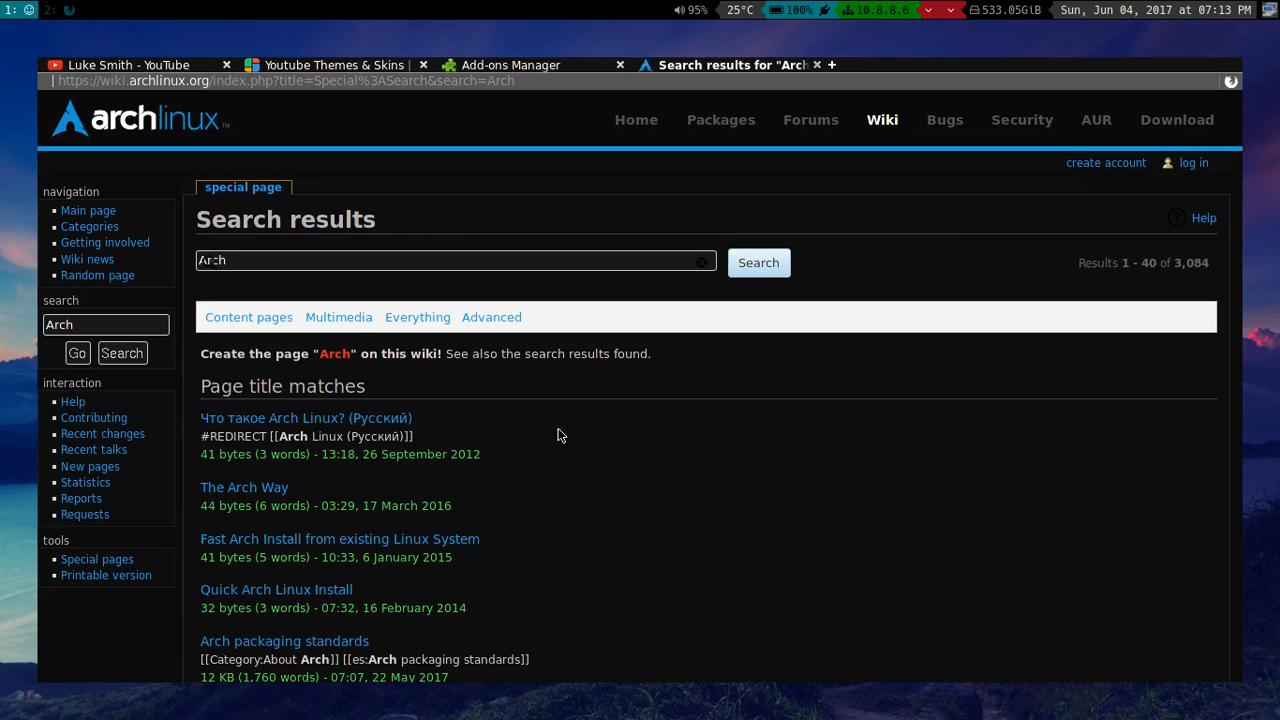 1: 2: 95% 25°C 100% 10.8.8.6 533.05GiB Sun, Jun 04, 2017 at 07:13 PM
Luke Smith - YouTube Youtube Themes & Skins | Add-ons Manager Search results for "Arch
https://wiki.archlinux.org/index.php?title=Special%3ASearch&search=Arch
archlinux™ Home Packages Forums Wiki Bugs Security AUR Download
create account log in
navigation
Main page
Categories
Getting involved
Wiki news
Random page
search
Arch
Go Search
interaction
Help
Contributing
Recent changes
Recent talks
New pages
Statistics
Reports
Requests
tools
Special pages
Printable version
special page
Search results
Help
Arch Search Results 1 - 40 of 3,084
Content pages Multimedia Everything Advanced
Create the page "Arch" on this wiki! See also the search results found.
Page title matches
Что такое Arch Linux? (Русский)
#REDIRECT [[Arch Linux (Русский)]]
41 bytes (3 words) - 13:18, 26 September 2012
The Arch Way
44 bytes (6 words) - 03:29, 17 March 2016
Fast Arch Install from existing Linux System
41 bytes (5 words) - 10:33, 6 January 2015
Quick Arch Linux Install
32 bytes (3 words) - 07:32, 16 February 2014
Arch packaging standards
[[Category:About Arch]] [[es:Arch packaging standards]]
12 KB (1,760 words) - 07:07, 22 May 2017